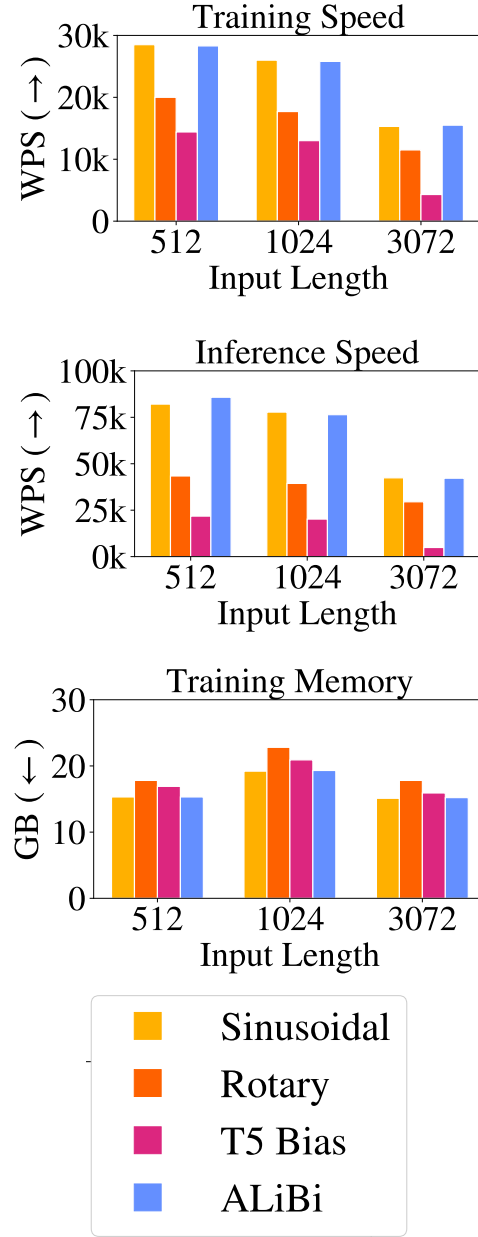 Training Speed
30k
20k
10k
0
WPS (→)
512 1024 3072
Input Length
Inference Speed
100k
75k
50k
25k
0k
WPS (→)
512 1024 3072
Input Length
Training Memory
30
20
10
0
GB (←)
512 1024 3072
Input Length
Sinusoidal
Rotary
T5 Bias
ALiBi